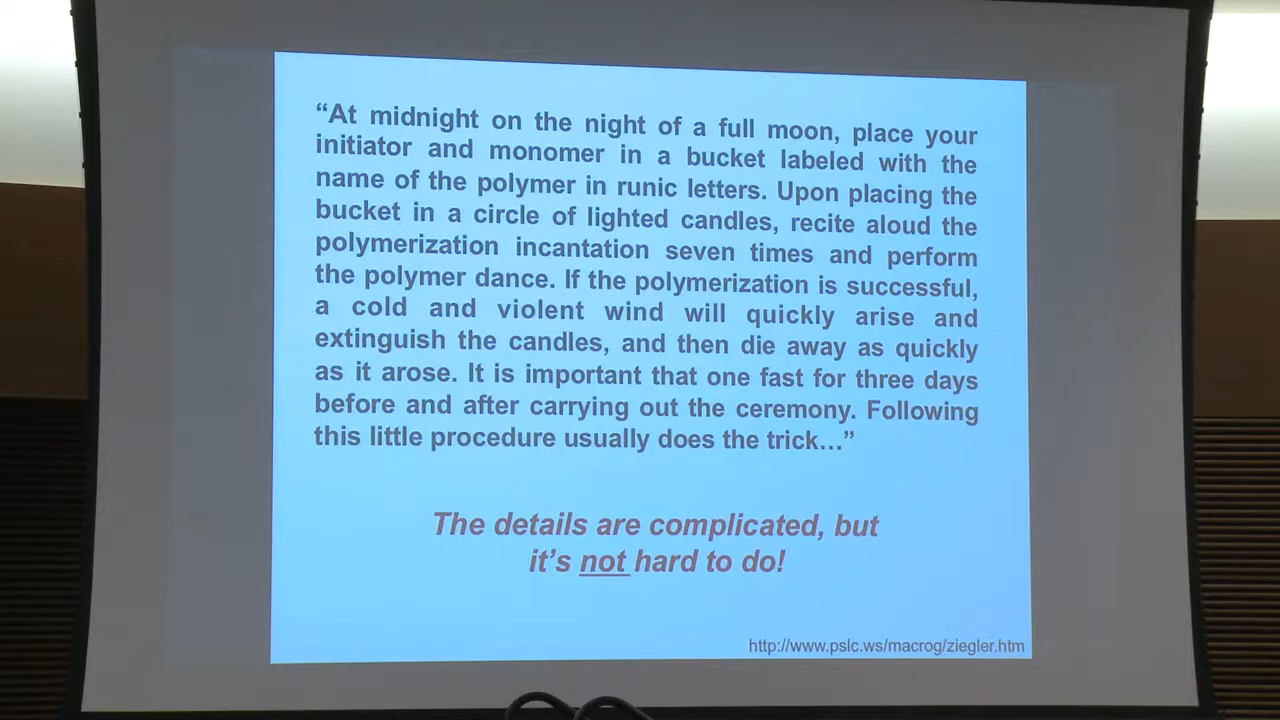 “At midnight on the night of a full moon, place your
initiator and monomer in a bucket labeled with the
name of the polymer in runic letters. Upon placing the
bucket in a circle of lighted candles, recite aloud the
polymerization incantation seven times and perform
the polymer dance. If the polymerization is successful,
a cold and violent wind will quickly arise and
extinguish the candles, and then die away as quickly
as it arose. It is important that one fast for three days
before and after carrying out the ceremony. Following
this little procedure usually does the trick…”
The details are complicated, but
it’s not hard to do!
http://www.pslc.ws/macrog/ziegler.htm